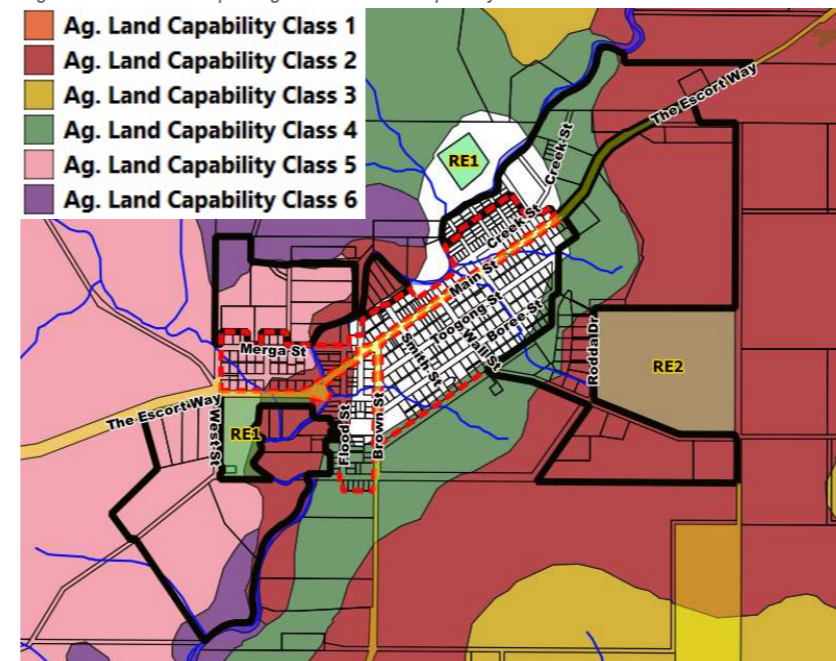 Ag. Land Capability Class 1
Ag. Land Capability Class 2
Ag. Land Capability Class 3
Ag. Land Capability Class 4
Ag. Land Capability Class 5
Ag. Land Capability Class 6
The Escort Way
RE1
Creek St
Creek St
Main St
Toogong St
Boree St
Wall St
Smith St
Rodda Dr
RE2
Merga St
The Escort Way
West St
RE1
Flood St
Brown St